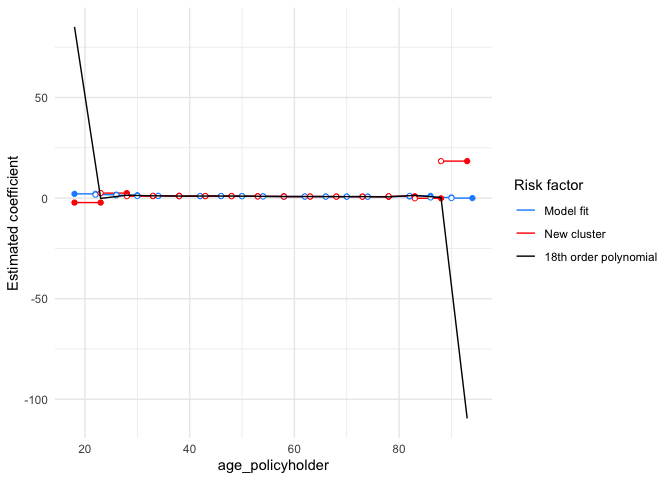 50
0
-50
-100
Estimated coefficient
20
40
60
80
age_policyholder
Risk factor
Model fit
New cluster
18th order polynomial